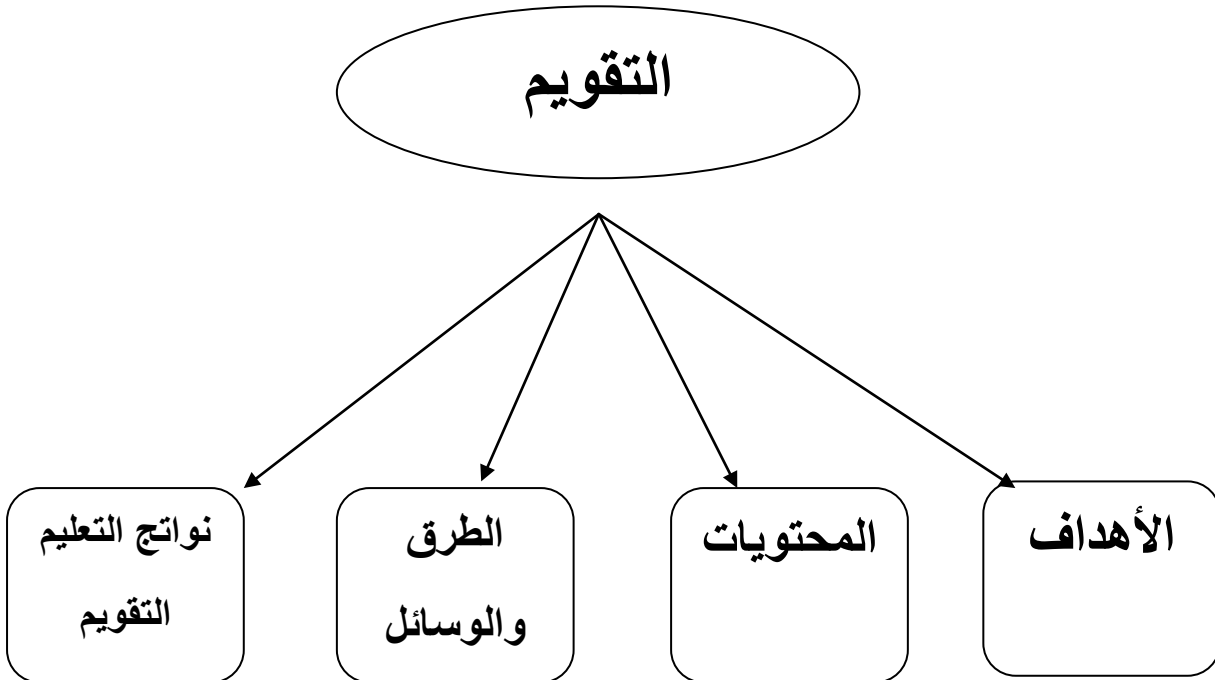 التقويم
الأهداف
المحتويات
الطرق
والوسائل
نواتج التعليم
التقويم